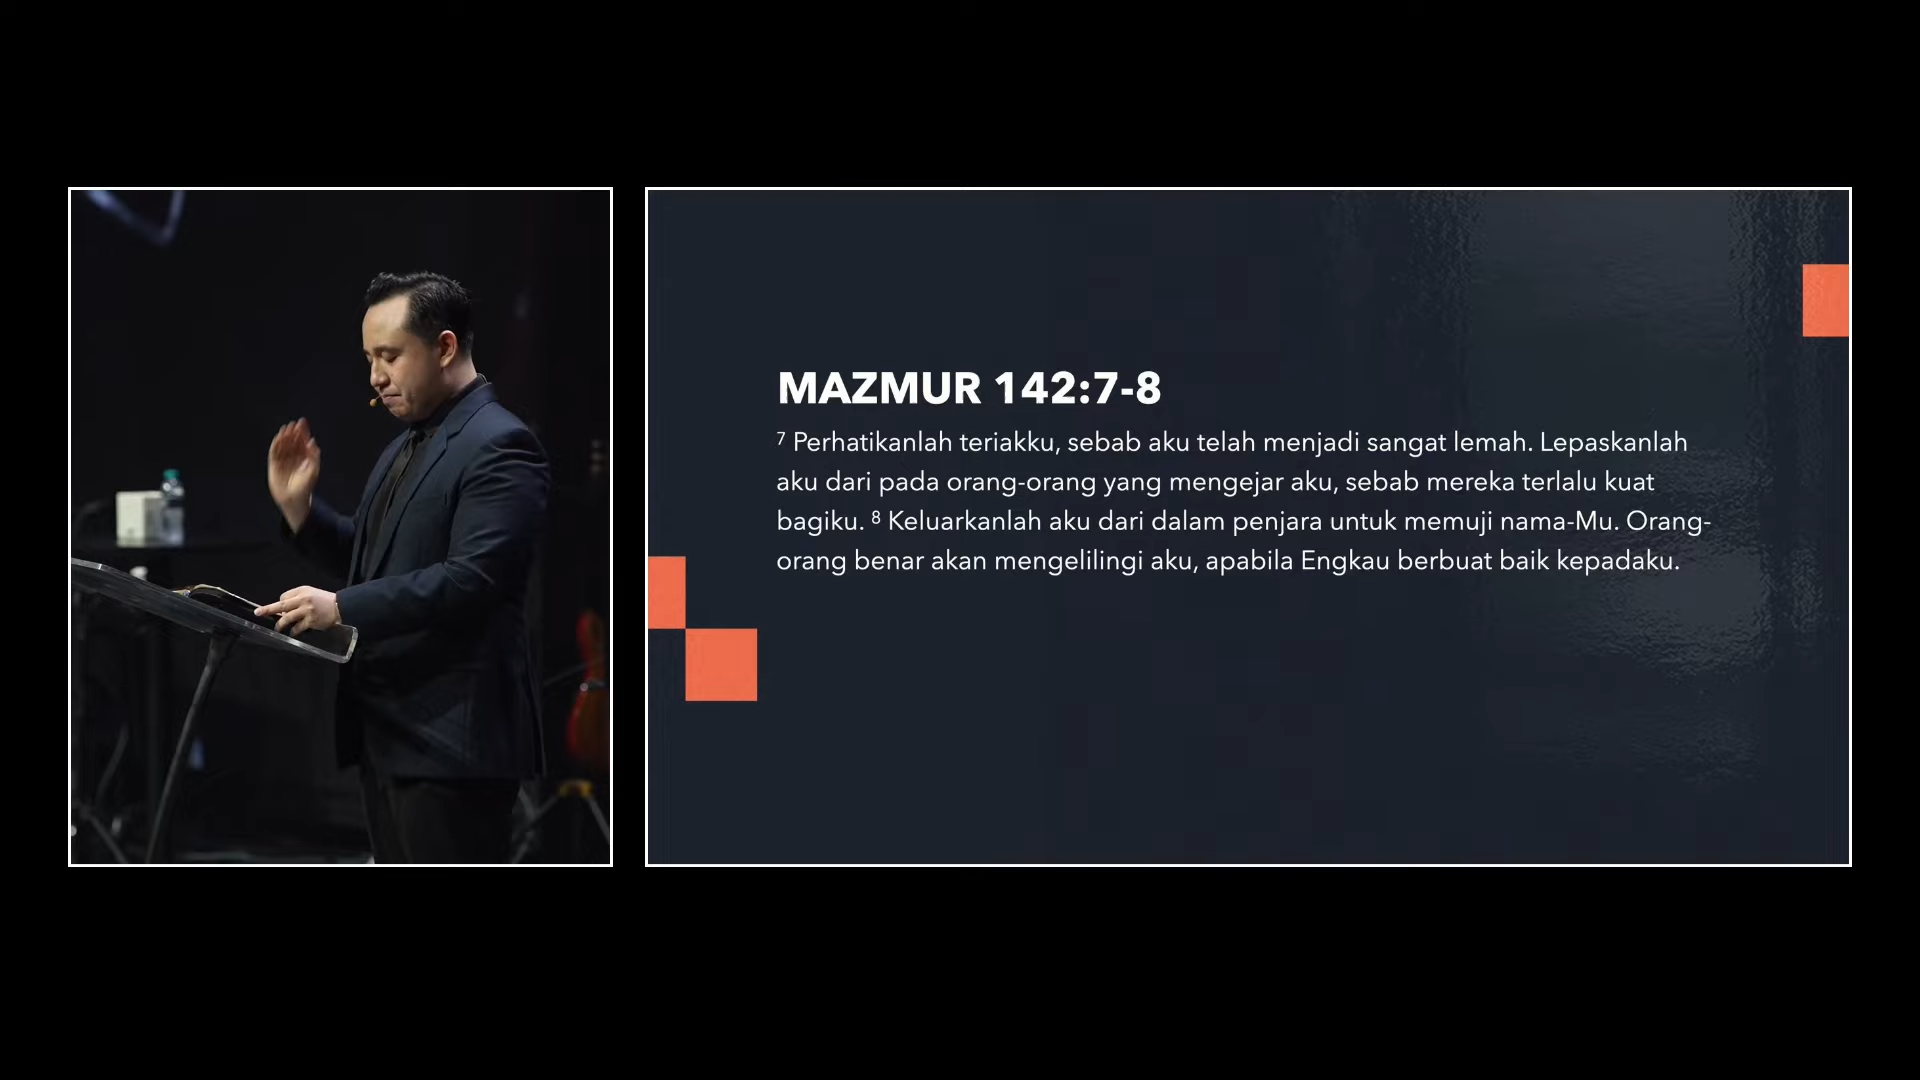 MAZMUR 142:7-8
⁷ Perhatikanlah teriakku, sebab aku telah menjadi sangat lemah. Lepaskanlah
aku dari pada orang-orang yang mengejar aku, sebab mereka terlalu kuat
bagiku. ⁸ Keluarkanlah aku dari dalam penjara untuk memuji nama-Mu. Orang-
orang benar akan mengelilingi aku, apabila Engkau berbuat baik kepadaku.